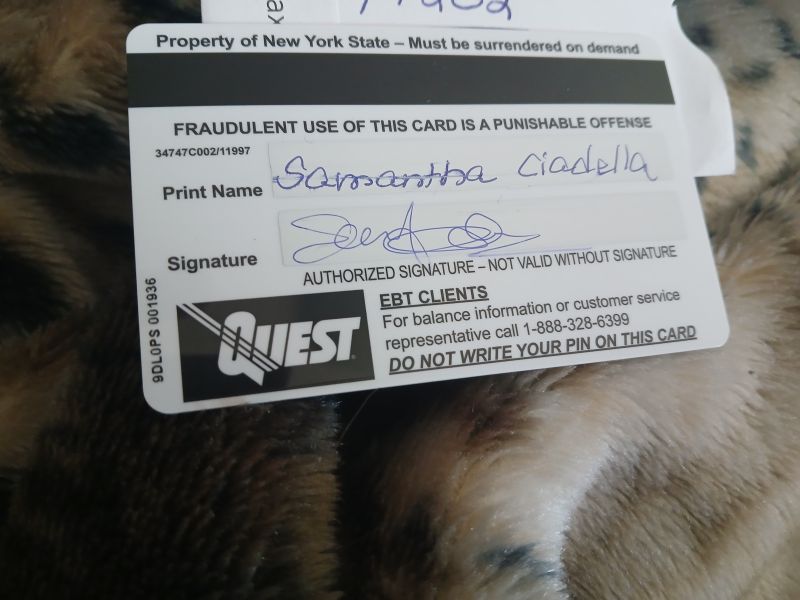 Property of New York State – Must be surrendered on demand
FRAUDULENT USE OF THIS CARD IS A PUNISHABLE OFFENSE
34747C002/11997
Print Name Samantha Ciadella
Signature
AUTHORIZED SIGNATURE – NOT VALID WITHOUT SIGNATURE
9DL0PS 001936
QUEST®
EBT CLIENTS
For balance information or customer service
representative call 1-888-328-6399
DO NOT WRITE YOUR PIN ON THIS CARD